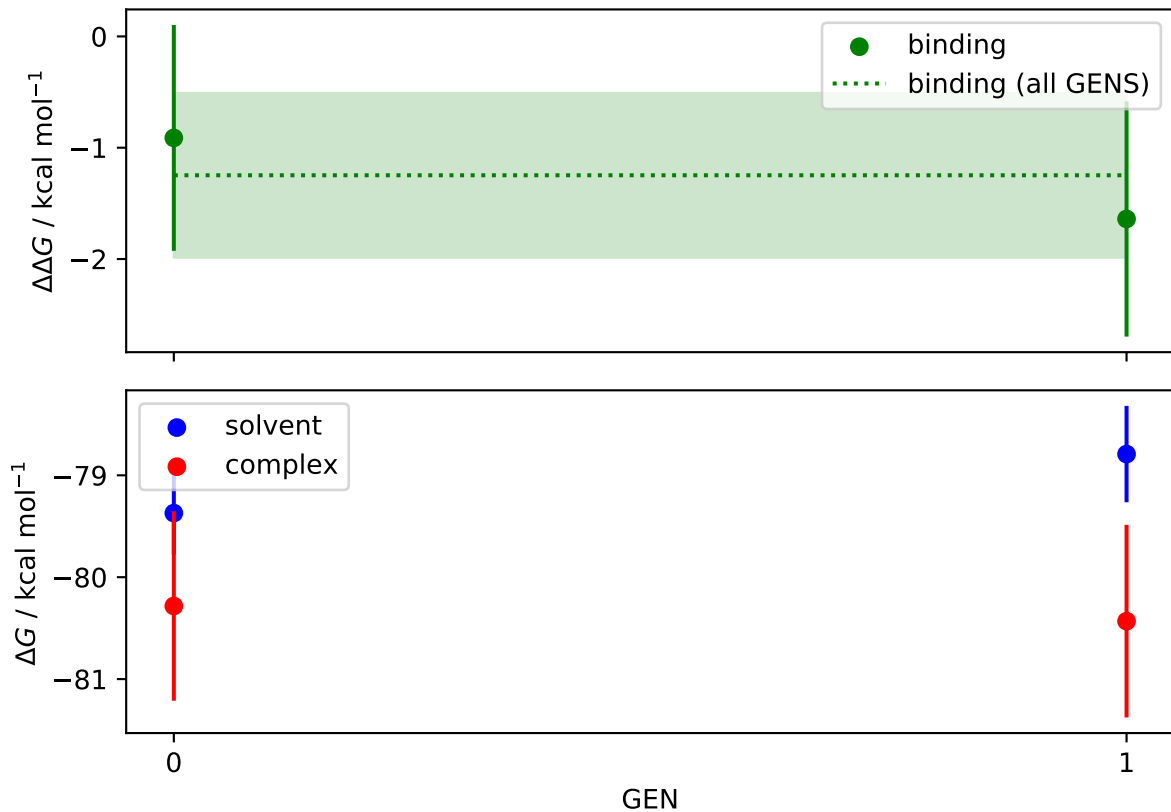 0
−1
−2
ΔΔG / kcal mol⁻¹
binding
binding (all GENS)
solvent
complex
−79
−80
−81
ΔG / kcal mol⁻¹
0
1
GEN